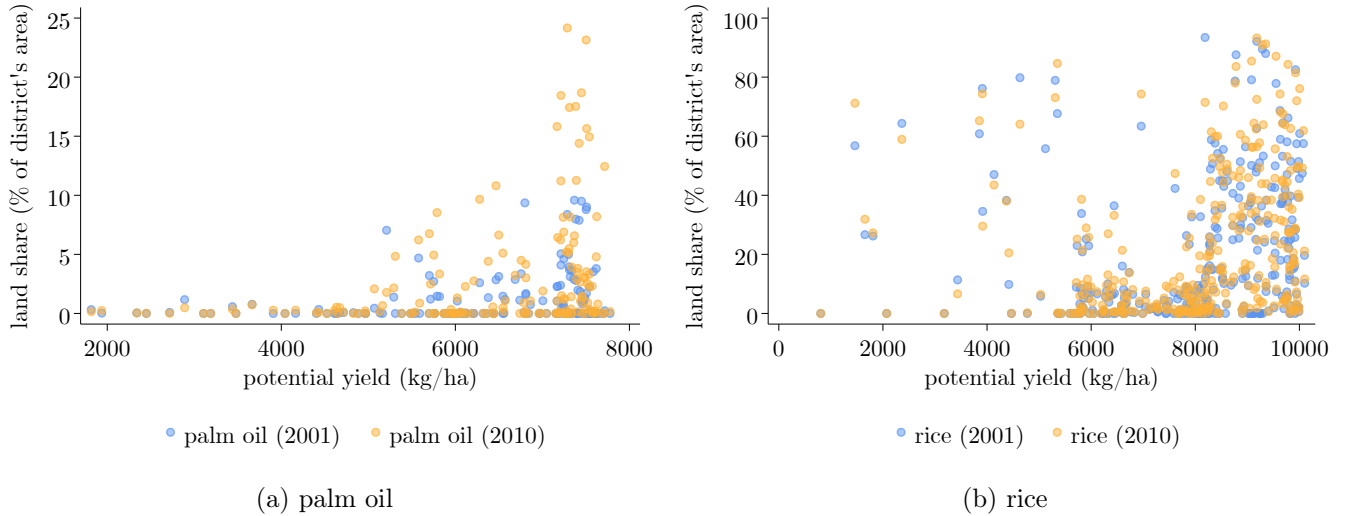 land share (% of district's area)
25
20
15
10
5
0
2000 4000 6000 8000
potential yield (kg/ha)
palm oil (2001) palm oil (2010)
(a) palm oil
land share (% of district's area)
100
80
60
40
20
0
0 2000 4000 6000 8000 10000
potential yield (kg/ha)
rice (2001) rice (2010)
(b) rice